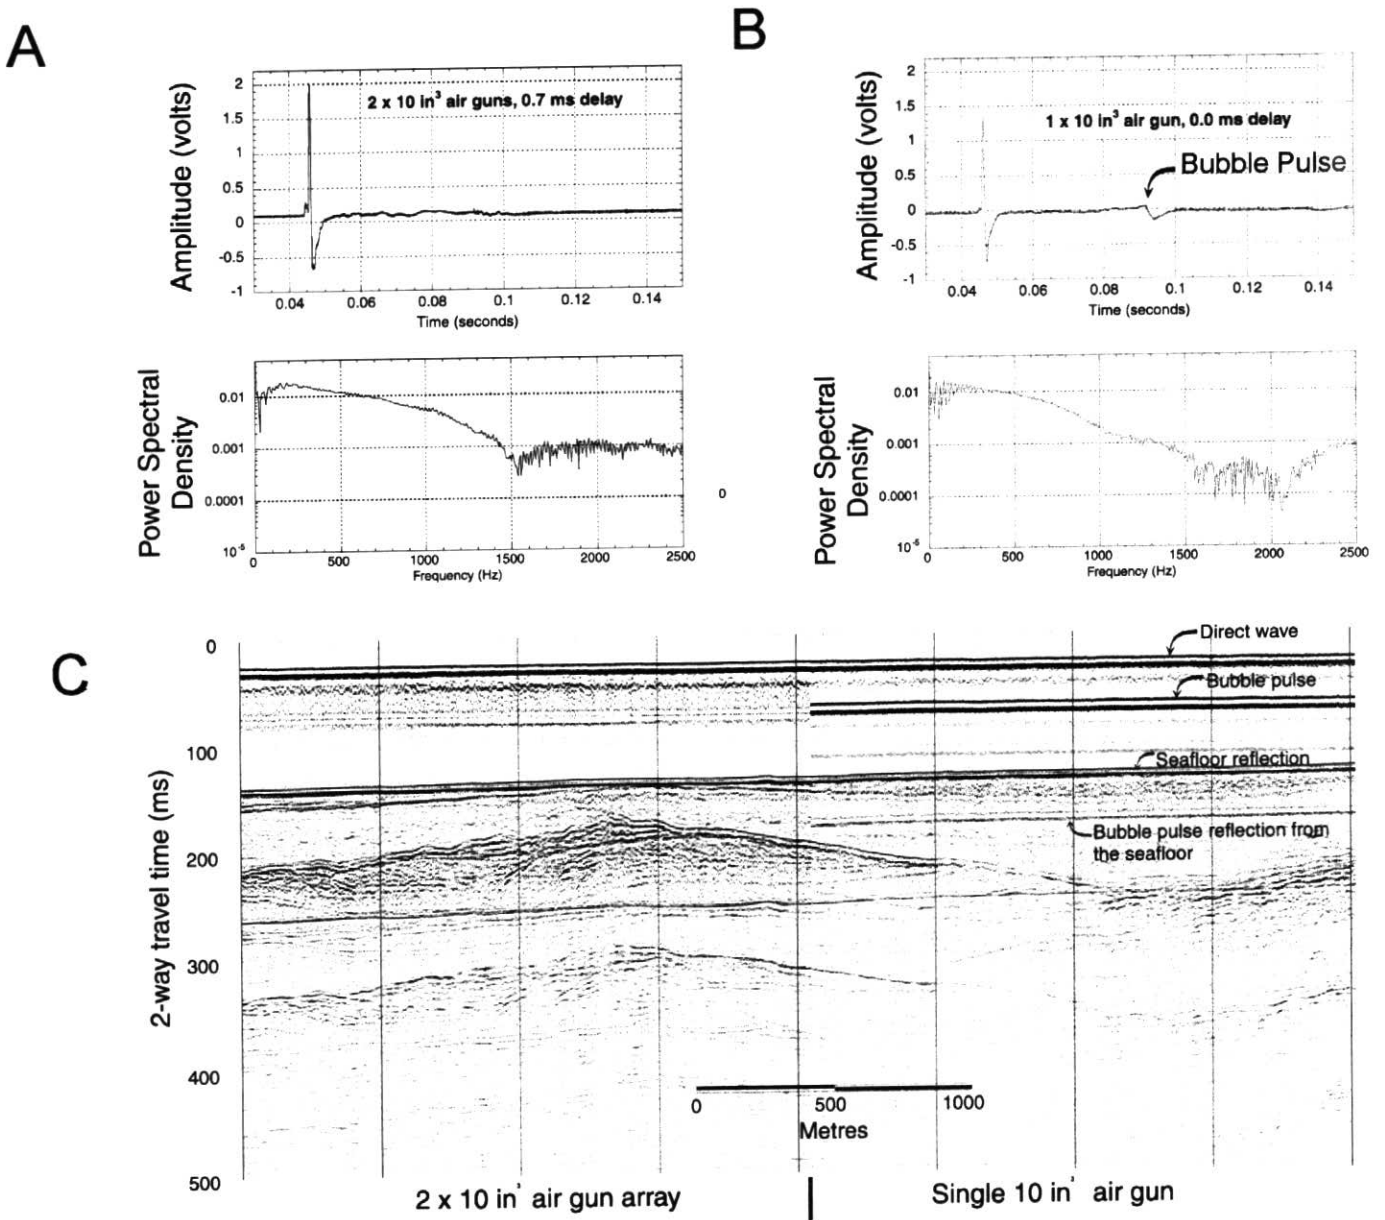 A
B
2 x 10 in³ air guns, 0.7 ms delay
Amplitude (volts)
2
1.5
1
0.5
0
-0.5
-1
0.04 0.06 0.08 0.1 0.12 0.14
Time (seconds)
1 x 10 in³ air gun, 0.0 ms delay
Bubble Pulse
Amplitude (volts)
2
1.5
1
0.5
0
-0.5
-1
0.04 0.06 0.08 0.1 0.12 0.14
Time (seconds)
Power Spectral
Density
0.01
0.001
0.0001
10⁻⁵
0 500 1000 1500 2000 2500
Frequency (Hz)
0
Power Spectral
Density
0.01
0.001
0.0001
10⁻⁵
0 500 1000 1500 2000 2500
Frequency (Hz)
C
2-way travel time (ms)
0
100
200
300
400
500
Direct wave
Bubble pulse
Seafloor reflection
Bubble pulse reflection from
the seafloor
0 500 1000
Metres
2 x 10 in³ air gun array
Single 10 in³ air gun